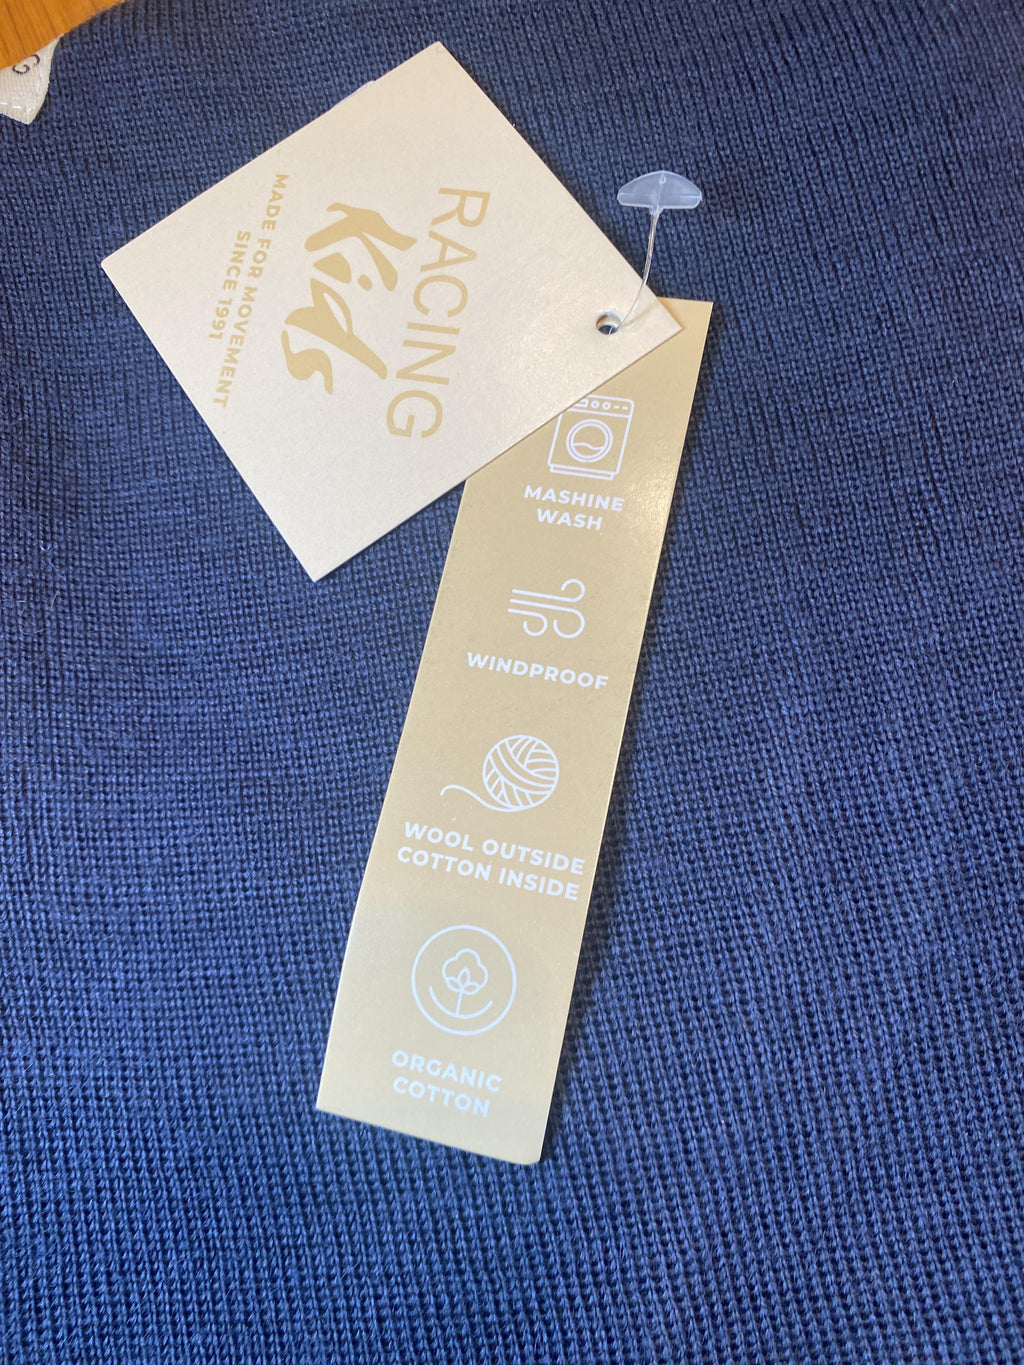 RACING
Kids
MADE FOR MOVEMENT
SINCE 1991
MASHINE
WASH
WINDPROOF
WOOL OUTSIDE
COTTON INSIDE
ORGANIC
COTTON